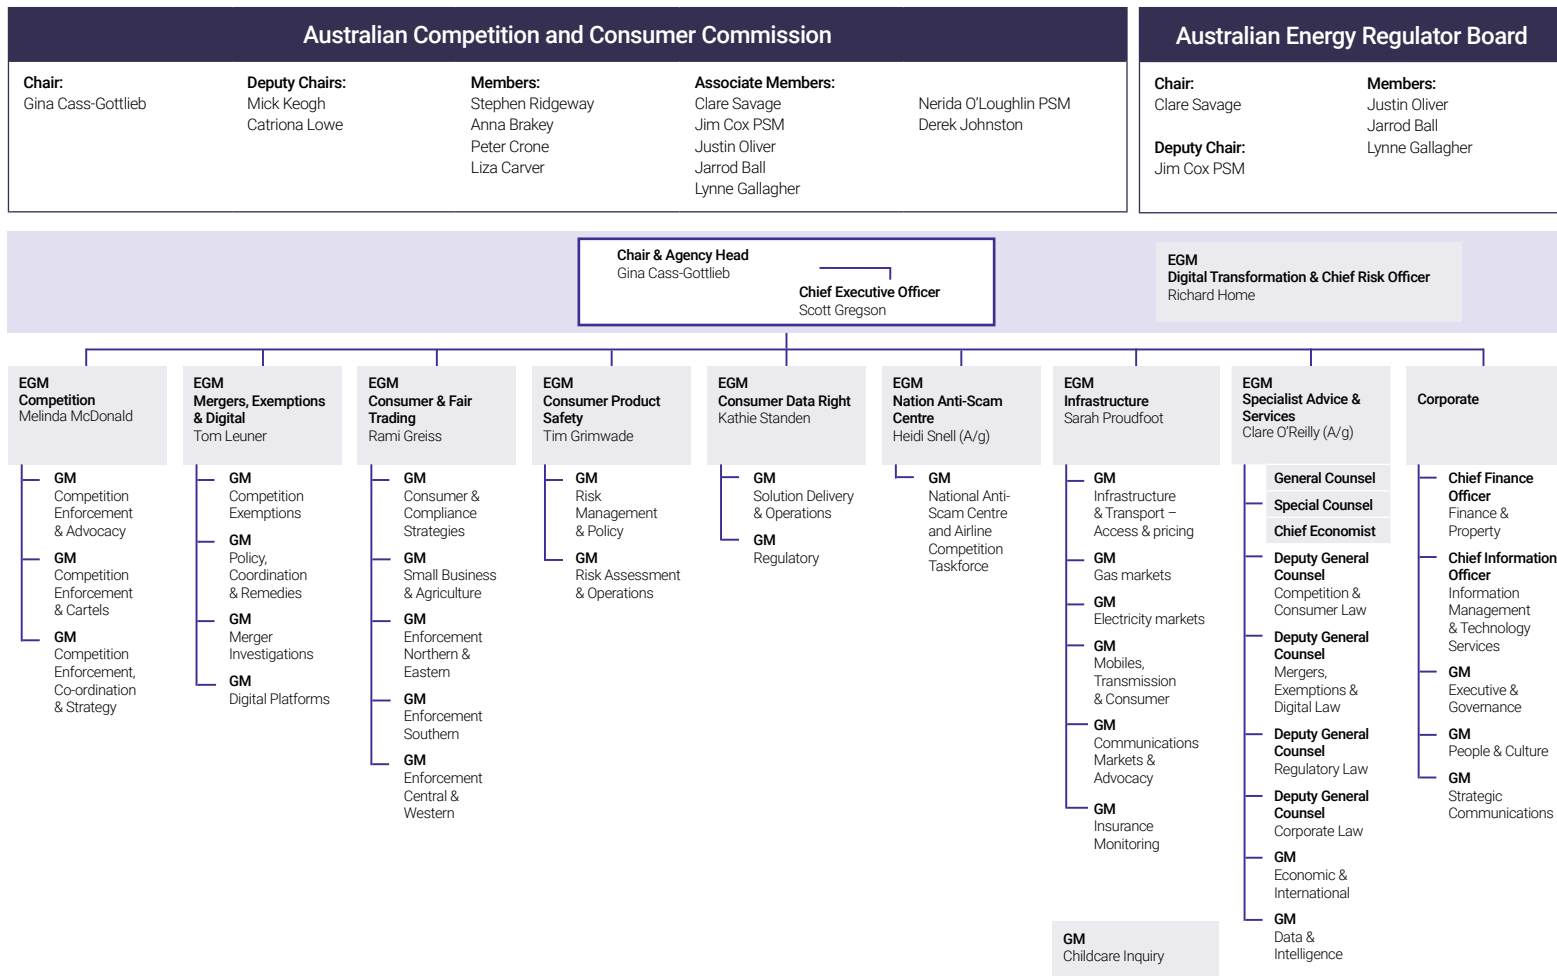 Australian Competition and Consumer Commission
Chair:
Gina Cass-Gottlieb
Deputy Chairs:
Mick Keogh
Catriona Lowe
Members:
Stephen Ridgeway
Anna Brakey
Peter Crone
Liza Carver
Associate Members:
Clare Savage
Jim Cox PSM
Justin Oliver
Jarrod Ball
Lynne Gallagher
Nerida O'Loughlin PSM
Derek Johnston
Australian Energy Regulator Board
Chair:
Clare Savage
Deputy Chair:
Jim Cox PSM
Members:
Justin Oliver
Jarrod Ball
Lynne Gallagher
Chair & Agency Head
Gina Cass-Gottlieb
Chief Executive Officer
Scott Gregson
EGM
Digital Transformation & Chief Risk Officer
Richard Home
EGM
Competition
Melinda McDonald
GM
Competition
Enforcement
& Advocacy
GM
Competition
Enforcement
& Cartels
GM
Competition
Enforcement,
Co-ordination
& Strategy
EGM
Mergers, Exemptions
& Digital
Tom Leuner
GM
Competition
Exemptions
GM
Policy,
Coordination
& Remedies
GM
Merger
Investigations
GM
Digital Platforms
EGM
Consumer & Fair
Trading
Rami Greiss
GM
Consumer &
Compliance
Strategies
GM
Small Business
& Agriculture
GM
Enforcement
Northern &
Eastern
GM
Enforcement
Southern
GM
Enforcement
Central &
Western
EGM
Consumer Product
Safety
Tim Grimwade
GM
Risk
Management
& Policy
GM
Risk Assessment
& Operations
EGM
Consumer Data Right
Kathie Standen
GM
Solution Delivery
& Operations
GM
Regulatory
EGM
Nation Anti-Scam
Centre
Heidi Snell (A/g)
GM
National Anti-
Scam Centre
and Airline
Competition
Taskforce
EGM
Infrastructure
Sarah Proudfoot
GM
Infrastructure
& Transport –
Access & pricing
GM
Gas markets
GM
Electricity markets
GM
Mobiles,
Transmission
& Consumer
GM
Communications
Markets &
Advocacy
GM
Insurance
Monitoring
GM
Childcare Inquiry
EGM
Specialist Advice &
Services
Clare O'Reilly (A/g)
General Counsel
Special Counsel
Chief Economist
Deputy General
Counsel
Competition &
Consumer Law
Deputy General
Counsel
Mergers,
Exemptions &
Digital Law
Deputy General
Counsel
Regulatory Law
Deputy General
Counsel
Corporate Law
GM
Economic &
International
GM
Data &
Intelligence
Corporate
Chief Finance
Officer
Finance &
Property
Chief Information
Officer
Information
Management
& Technology
Services
GM
Executive &
Governance
GM
People & Culture
GM
Strategic
Communications